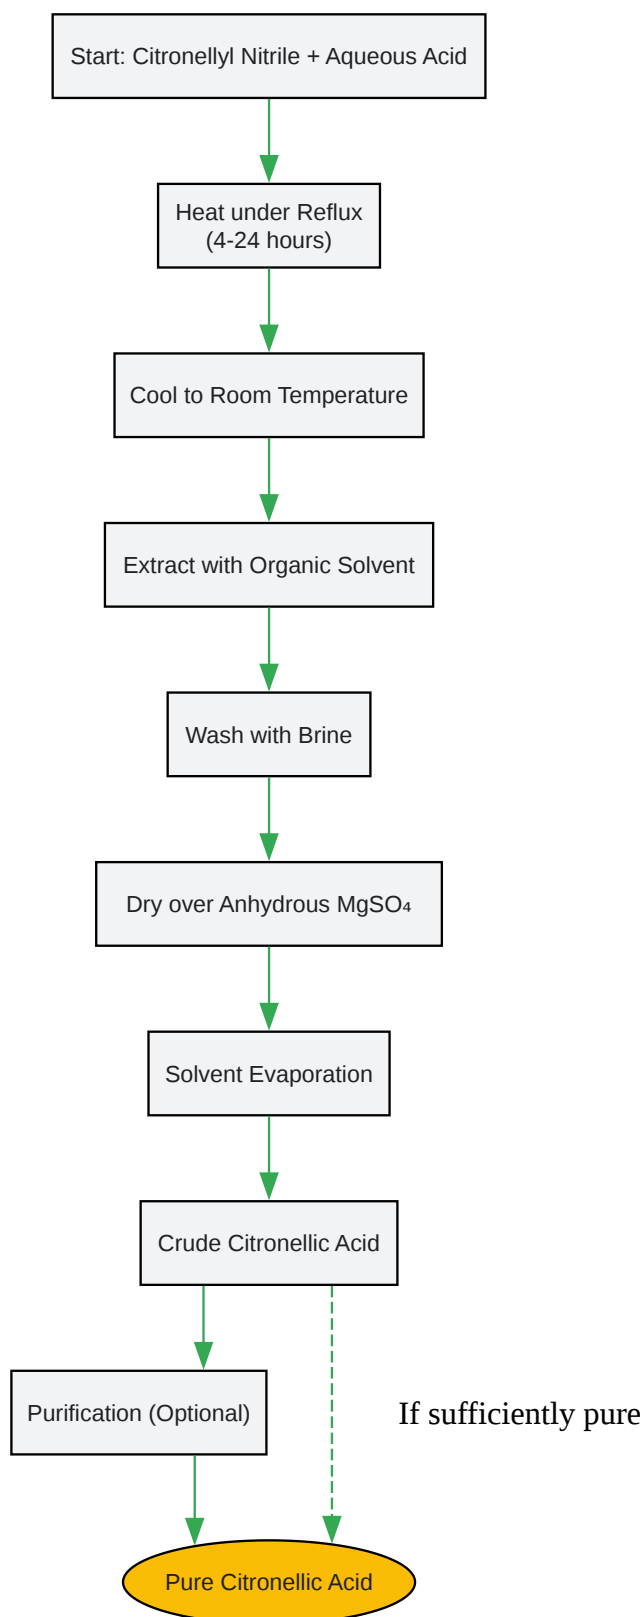 Start: Citronellyl Nitrile + Aqueous Acid
Heat under Reflux
(4-24 hours)
Cool to Room Temperature
Extract with Organic Solvent
Wash with Brine
Dry over Anhydrous MgSO₄
Solvent Evaporation
Crude Citronellic Acid
Purification (Optional)
If sufficiently pure
Pure Citronellic Acid